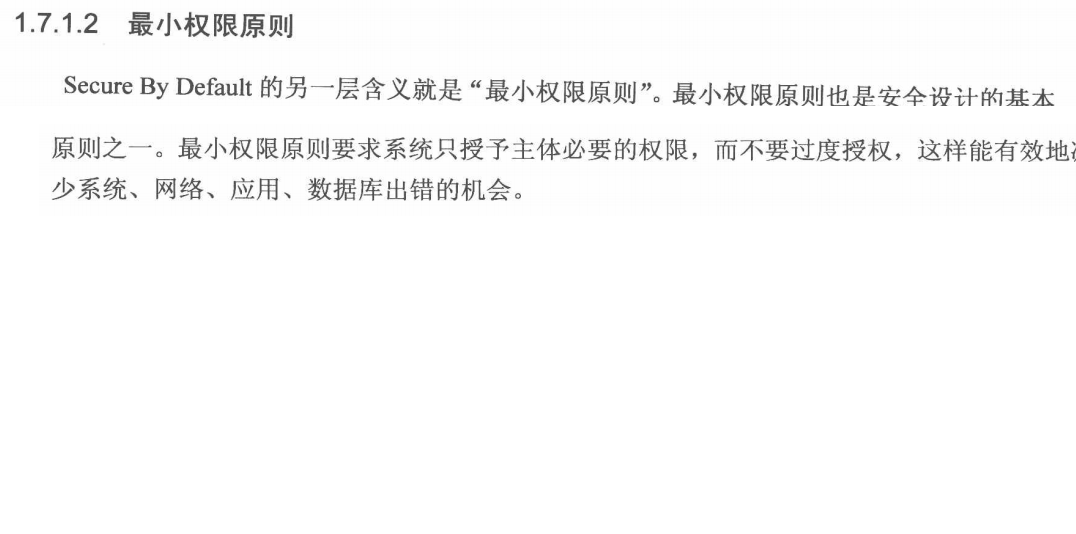 1.7.1.2 最小权限原则
Secure By Default 的另一层含义就是“最小权限原则”。最小权限原则也是安全设计的基本
原则之一。最小权限原则要求系统只授予主体必要的权限，而不要过度授权，这样能有效地
少系统、网络、应用、数据库出错的机会。